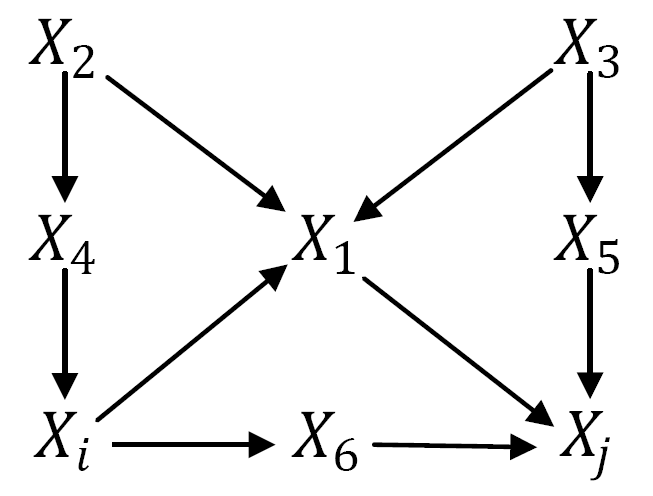 X₂ X₃
X₄ X₁ X₅
Xᵢ X₆ Xⱼ